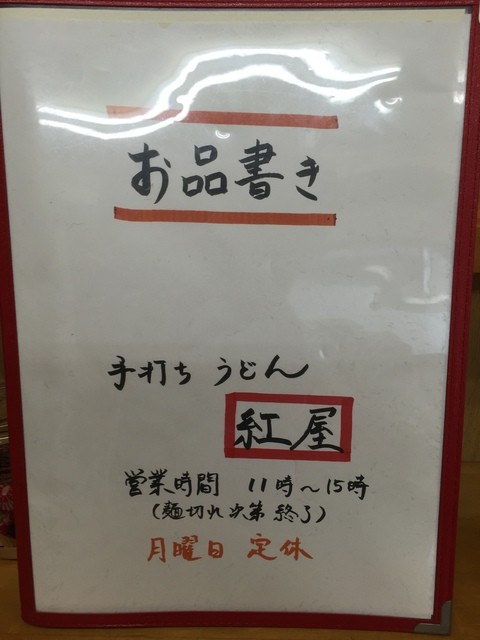 お品書き
手打ち うどん
紅屋
営業時間 11時～15時
(麺切れ次第 終了)
月曜日 定休